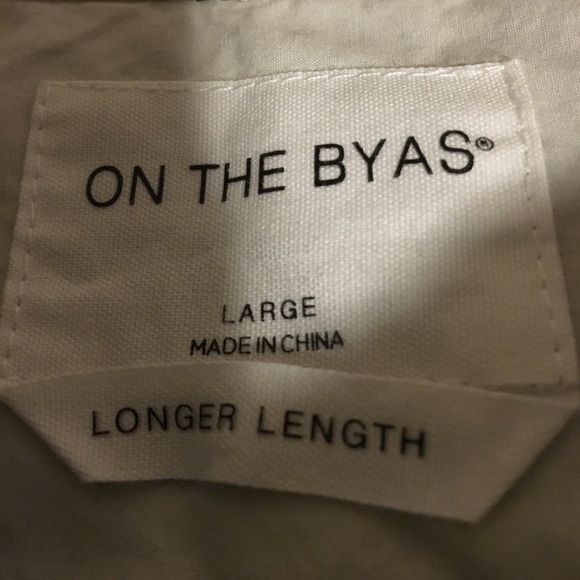 ON THE BYAS®
LARGE
MADE IN CHINA
LONGER LENGTH